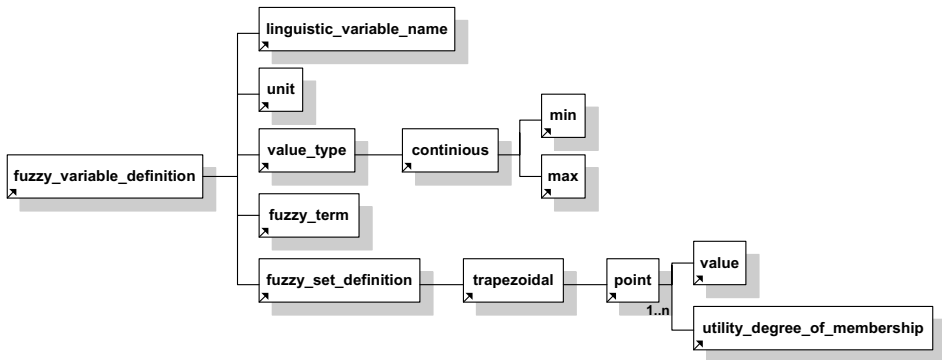 linguistic_variable_name
unit
min
value_type
continious
max
fuzzy_variable_definition
fuzzy_term
value
fuzzy_set_definition
trapezoidal
point
1..n
utility_degree_of_membership